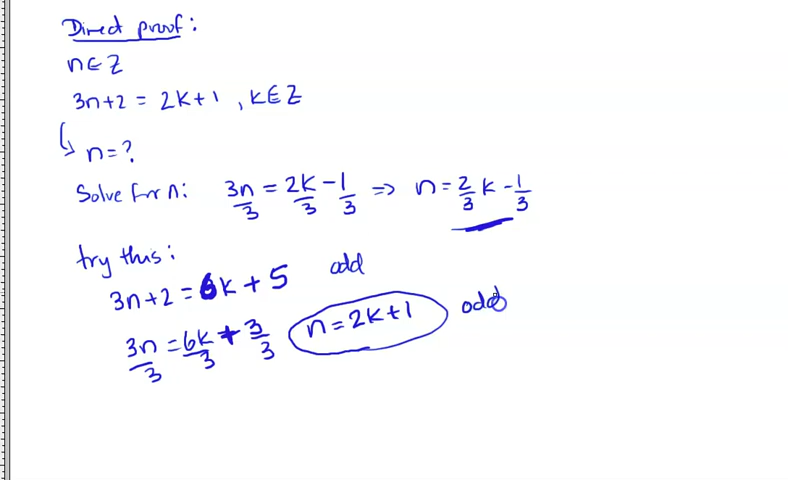 Direct proof:
n∈Z
3n+2 = 2k+1 , k∈Z
↳ n=?
Solve for n: 3n/3 = 2k/3 - 1/3 => n = 2/3 k - 1/3
try this:
3n+2 = 6k + 5 odd
3n/3 = 6k/3 + 3/3 n = 2k+1 odd